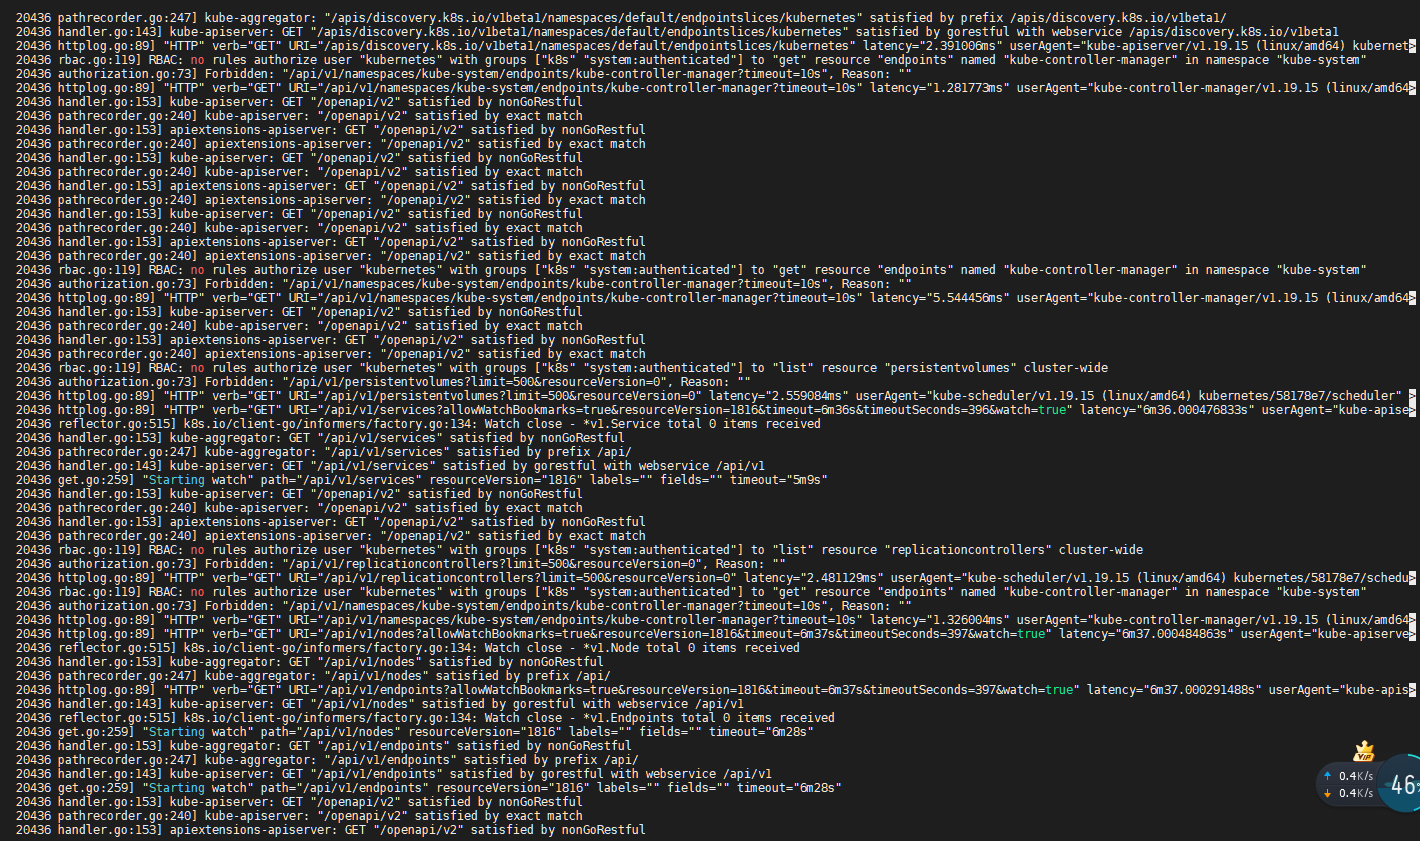 20436 pathrecorder.go:247] kube-aggregator: "/apis/discovery.k8s.io/v1beta1/namespaces/default/endpointslices/kubernetes" satisfied by prefix /apis/discovery.k8s.io/v1beta1/
20436 handler.go:143] kube-apiserver: GET "/apis/discovery.k8s.io/v1beta1/namespaces/default/endpointslices/kubernetes" satisfied by gorestful with webservice /apis/discovery.k8s.io/v1beta1
20436 httplog.go:89] "HTTP" verb="GET" URI="/apis/discovery.k8s.io/v1beta1/namespaces/default/endpointslices/kubernetes" latency="2.391006ms" userAgent="kube-apiserver/v1.19.15 (linux/amd64) kubernet>
20436 rbac.go:119] RBAC: no rules authorize user "kubernetes" with groups ["k8s" "system:authenticated"] to "get" resource "endpoints" named "kube-controller-manager" in namespace "kube-system"
20436 authorization.go:73] Forbidden: "/api/v1/namespaces/kube-system/endpoints/kube-controller-manager?timeout=10s", Reason: ""
20436 httplog.go:89] "HTTP" verb="GET" URI="/api/v1/namespaces/kube-system/endpoints/kube-controller-manager?timeout=10s" latency="1.281773ms" userAgent="kube-controller-manager/v1.19.15 (linux/amd64>
20436 handler.go:153] kube-apiserver: GET "/openapi/v2" satisfied by nonGoRestful
20436 pathrecorder.go:240] kube-apiserver: "/openapi/v2" satisfied by exact match
20436 handler.go:153] apiextensions-apiserver: GET "/openapi/v2" satisfied by nonGoRestful
20436 pathrecorder.go:240] apiextensions-apiserver: "/openapi/v2" satisfied by exact match
20436 handler.go:153] kube-apiserver: GET "/openapi/v2" satisfied by nonGoRestful
20436 pathrecorder.go:240] kube-apiserver: "/openapi/v2" satisfied by exact match
20436 handler.go:153] apiextensions-apiserver: GET "/openapi/v2" satisfied by nonGoRestful
20436 pathrecorder.go:240] apiextensions-apiserver: "/openapi/v2" satisfied by exact match
20436 handler.go:153] kube-apiserver: GET "/openapi/v2" satisfied by nonGoRestful
20436 pathrecorder.go:240] kube-apiserver: "/openapi/v2" satisfied by exact match
20436 handler.go:153] apiextensions-apiserver: GET "/openapi/v2" satisfied by nonGoRestful
20436 pathrecorder.go:240] apiextensions-apiserver: "/openapi/v2" satisfied by exact match
20436 rbac.go:119] RBAC: no rules authorize user "kubernetes" with groups ["k8s" "system:authenticated"] to "get" resource "endpoints" named "kube-controller-manager" in namespace "kube-system"
20436 authorization.go:73] Forbidden: "/api/v1/namespaces/kube-system/endpoints/kube-controller-manager?timeout=10s", Reason: ""
20436 httplog.go:89] "HTTP" verb="GET" URI="/api/v1/namespaces/kube-system/endpoints/kube-controller-manager?timeout=10s" latency="5.544456ms" userAgent="kube-controller-manager/v1.19.15 (linux/amd64>
20436 handler.go:153] kube-apiserver: GET "/openapi/v2" satisfied by nonGoRestful
20436 pathrecorder.go:240] kube-apiserver: "/openapi/v2" satisfied by exact match
20436 handler.go:153] apiextensions-apiserver: GET "/openapi/v2" satisfied by nonGoRestful
20436 pathrecorder.go:240] apiextensions-apiserver: "/openapi/v2" satisfied by exact match
20436 rbac.go:119] RBAC: no rules authorize user "kubernetes" with groups ["k8s" "system:authenticated"] to "list" resource "persistentvolumes" cluster-wide
20436 authorization.go:73] Forbidden: "/api/v1/persistentvolumes?limit=500&resourceVersion=0", Reason: ""
20436 httplog.go:89] "HTTP" verb="GET" URI="/api/v1/persistentvolumes?limit=500&resourceVersion=0" latency="2.559084ms" userAgent="kube-scheduler/v1.19.15 (linux/amd64) kubernetes/58178e7/scheduler" >
20436 httplog.go:89] "HTTP" verb="GET" URI="/api/v1/services?allowWatchBookmarks=true&resourceVersion=1816&timeout=6m36s&timeoutSeconds=396&watch=true" latency="6m36.000476833s" userAgent="kube-apise>
20436 reflector.go:515] k8s.io/client-go/informers/factory.go:134: Watch close - *v1.Service total 0 items received
20436 handler.go:153] kube-aggregator: GET "/api/v1/services" satisfied by nonGoRestful
20436 pathrecorder.go:247] kube-aggregator: "/api/v1/services" satisfied by prefix /api/
20436 handler.go:143] kube-apiserver: GET "/api/v1/services" satisfied by gorestful with webservice /api/v1
20436 get.go:259] "Starting watch" path="/api/v1/services" resourceVersion="1816" labels="" fields="" timeout="5m9s"
20436 handler.go:153] kube-apiserver: GET "/openapi/v2" satisfied by nonGoRestful
20436 pathrecorder.go:240] kube-apiserver: "/openapi/v2" satisfied by exact match
20436 handler.go:153] apiextensions-apiserver: GET "/openapi/v2" satisfied by nonGoRestful
20436 pathrecorder.go:240] apiextensions-apiserver: "/openapi/v2" satisfied by exact match
20436 rbac.go:119] RBAC: no rules authorize user "kubernetes" with groups ["k8s" "system:authenticated"] to "list" resource "replicationcontrollers" cluster-wide
20436 authorization.go:73] Forbidden: "/api/v1/replicationcontrollers?limit=500&resourceVersion=0", Reason: ""
20436 httplog.go:89] "HTTP" verb="GET" URI="/api/v1/replicationcontrollers?limit=500&resourceVersion=0" latency="2.481129ms" userAgent="kube-scheduler/v1.19.15 (linux/amd64) kubernetes/58178e7/schedu>
20436 rbac.go:119] RBAC: no rules authorize user "kubernetes" with groups ["k8s" "system:authenticated"] to "get" resource "endpoints" named "kube-controller-manager" in namespace "kube-system"
20436 authorization.go:73] Forbidden: "/api/v1/namespaces/kube-system/endpoints/kube-controller-manager?timeout=10s", Reason: ""
20436 httplog.go:89] "HTTP" verb="GET" URI="/api/v1/namespaces/kube-system/endpoints/kube-controller-manager?timeout=10s" latency="1.326004ms" userAgent="kube-controller-manager/v1.19.15 (linux/amd64>
20436 httplog.go:89] "HTTP" verb="GET" URI="/api/v1/nodes?allowWatchBookmarks=true&resourceVersion=1816&timeout=6m37s&timeoutSeconds=397&watch=true" latency="6m37.000484863s" userAgent="kube-apiserve>
20436 reflector.go:515] k8s.io/client-go/informers/factory.go:134: Watch close - *v1.Node total 0 items received
20436 handler.go:153] kube-aggregator: GET "/api/v1/nodes" satisfied by nonGoRestful
20436 pathrecorder.go:247] kube-aggregator: "/api/v1/nodes" satisfied by prefix /api/
20436 httplog.go:89] "HTTP" verb="GET" URI="/api/v1/endpoints?allowWatchBookmarks=true&resourceVersion=1816&timeout=6m37s&timeoutSeconds=397&watch=true" latency="6m37.000291488s" userAgent="kube-apis>
20436 handler.go:143] kube-apiserver: GET "/api/v1/nodes" satisfied by gorestful with webservice /api/v1
20436 reflector.go:515] k8s.io/client-go/informers/factory.go:134: Watch close - *v1.Endpoints total 0 items received
20436 get.go:259] "Starting watch" path="/api/v1/nodes" resourceVersion="1816" labels="" fields="" timeout="6m28s"
20436 handler.go:153] kube-aggregator: GET "/api/v1/endpoints" satisfied by nonGoRestful
20436 pathrecorder.go:247] kube-aggregator: "/api/v1/endpoints" satisfied by prefix /api/
20436 handler.go:143] kube-apiserver: GET "/api/v1/endpoints" satisfied by gorestful with webservice /api/v1
20436 get.go:259] "Starting watch" path="/api/v1/endpoints" resourceVersion="1816" labels="" fields="" timeout="6m28s"
20436 handler.go:153] kube-apiserver: GET "/openapi/v2" satisfied by nonGoRestful
20436 pathrecorder.go:240] kube-apiserver: "/openapi/v2" satisfied by exact match
20436 handler.go:153] apiextensions-apiserver: GET "/openapi/v2" satisfied by nonGoRestful
VIP
↑ 0.4K/s
↓ 0.4K/s
46%